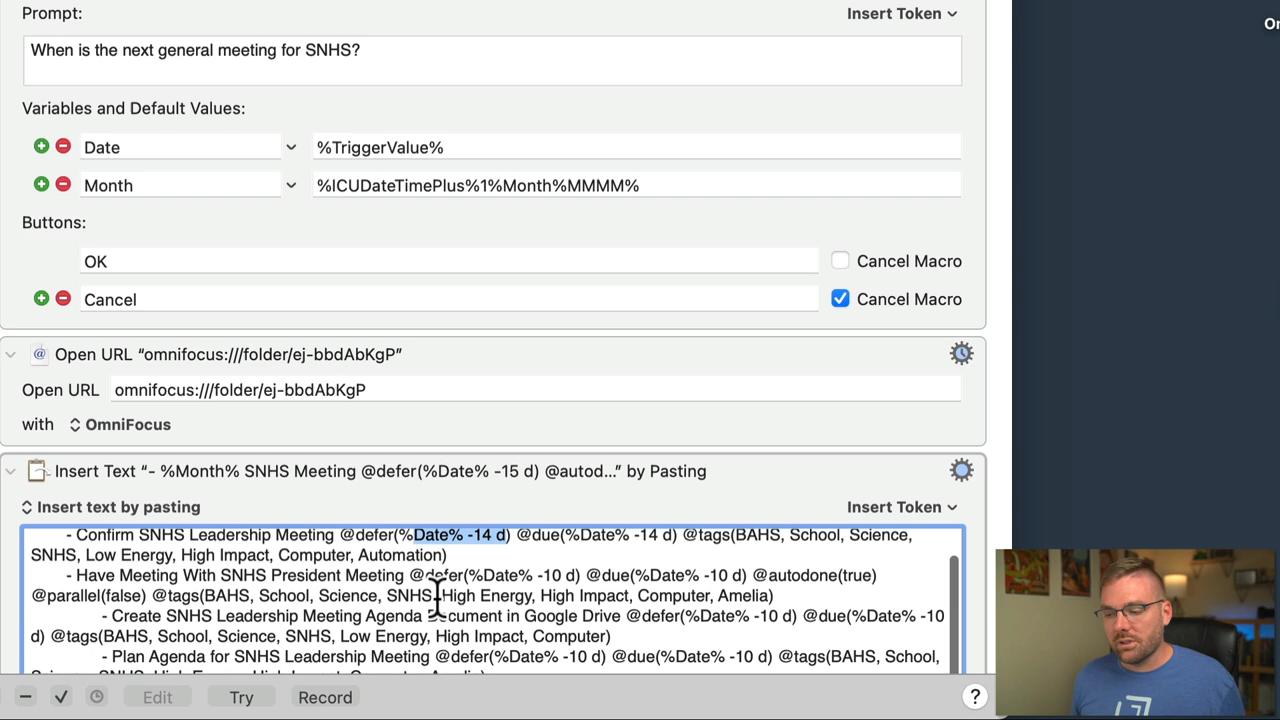 Prompt:
Insert Token
When is the next general meeting for SNHS?
Variables and Default Values:
Date
%TriggerValue%
Month
%ICUDateTimePlus%1%Month%MMMM%
Buttons:
OK
Cancel Macro
Cancel
Cancel Macro
@ Open URL “omnifocus:///folder/ej-bbdAbKgP”
Open URL omnifocus:///folder/ej-bbdAbKgP
with OmniFocus
Insert Text “- %Month% SNHS Meeting @defer(%Date% -15 d) @autod...” by Pasting
Insert text by pasting
Insert Token
- Confirm SNHS Leadership Meeting @defer(%Date% -14 d) @due(%Date% -14 d) @tags(BAHS, School, Science,
SNHS, Low Energy, High Impact, Computer, Automation)
- Have Meeting With SNHS President Meeting @defer(%Date% -10 d) @due(%Date% -10 d) @autodone(true)
@parallel(false) @tags(BAHS, School, Science, SNHS, High Energy, High Impact, Computer, Amelia)
- Create SNHS Leadership Meeting Agenda Document in Google Drive @defer(%Date% -10 d) @due(%Date% -10
d) @tags(BAHS, School, Science, SNHS, Low Energy, High Impact, Computer)
- Plan Agenda for SNHS Leadership Meeting @defer(%Date% -10 d) @due(%Date% -10 d) @tags(BAHS, School,
Edit
Try
Record
?